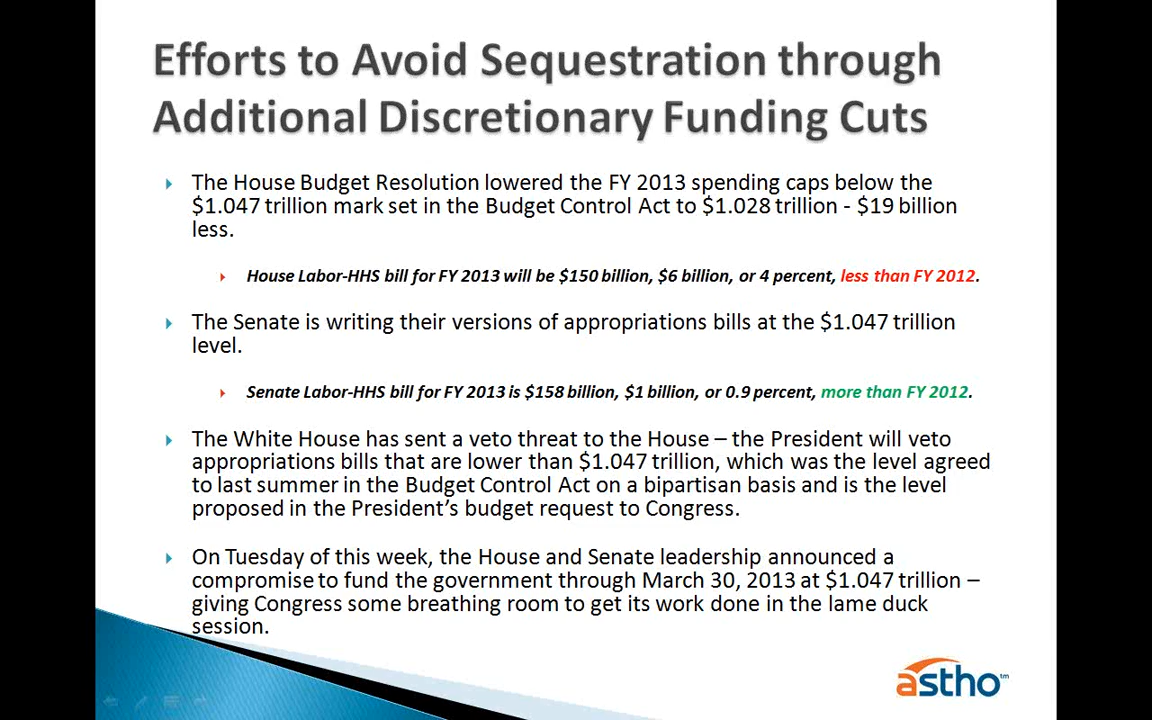 Efforts to Avoid Sequestration through
Additional Discretionary Funding Cuts
The House Budget Resolution lowered the FY 2013 spending caps below the
$1.047 trillion mark set in the Budget Control Act to $1.028 trillion - $19 billion
less.
House Labor-HHS bill for FY 2013 will be $150 billion, $6 billion, or 4 percent, less than FY 2012.
The Senate is writing their versions of appropriations bills at the $1.047 trillion
level.
Senate Labor-HHS bill for FY 2013 is $158 billion, $1 billion, or 0.9 percent, more than FY 2012.
The White House has sent a veto threat to the House – the President will veto
appropriations bills that are lower than $1.047 trillion, which was the level agreed
to last summer in the Budget Control Act on a bipartisan basis and is the level
proposed in the President’s budget request to Congress.
On Tuesday of this week, the House and Senate leadership announced a
compromise to fund the government through March 30, 2013 at $1.047 trillion –
giving Congress some breathing room to get its work done in the lame duck
session.
astho™